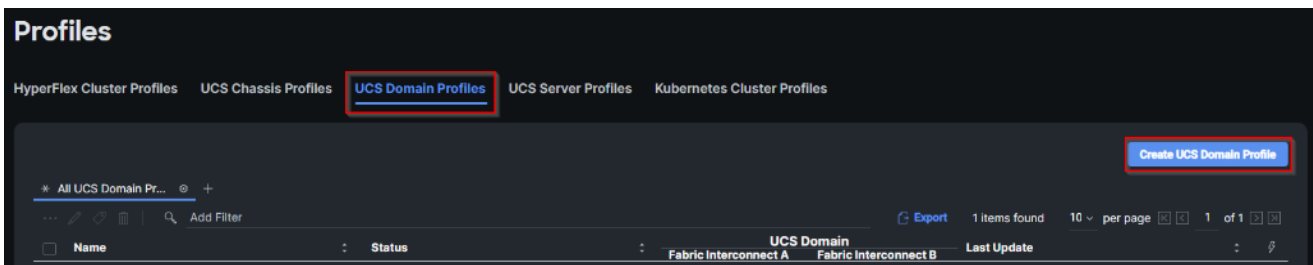 Profiles
HyperFlex Cluster Profiles UCS Chassis Profiles UCS Domain Profiles UCS Server Profiles Kubernetes Cluster Profiles
Create UCS Domain Profile
All UCS Domain Pr... +
... Add Filter Export 1 items found 10 per page 1 of 1
UCS Domain
Name Status Fabric Interconnect A Fabric Interconnect B Last Update